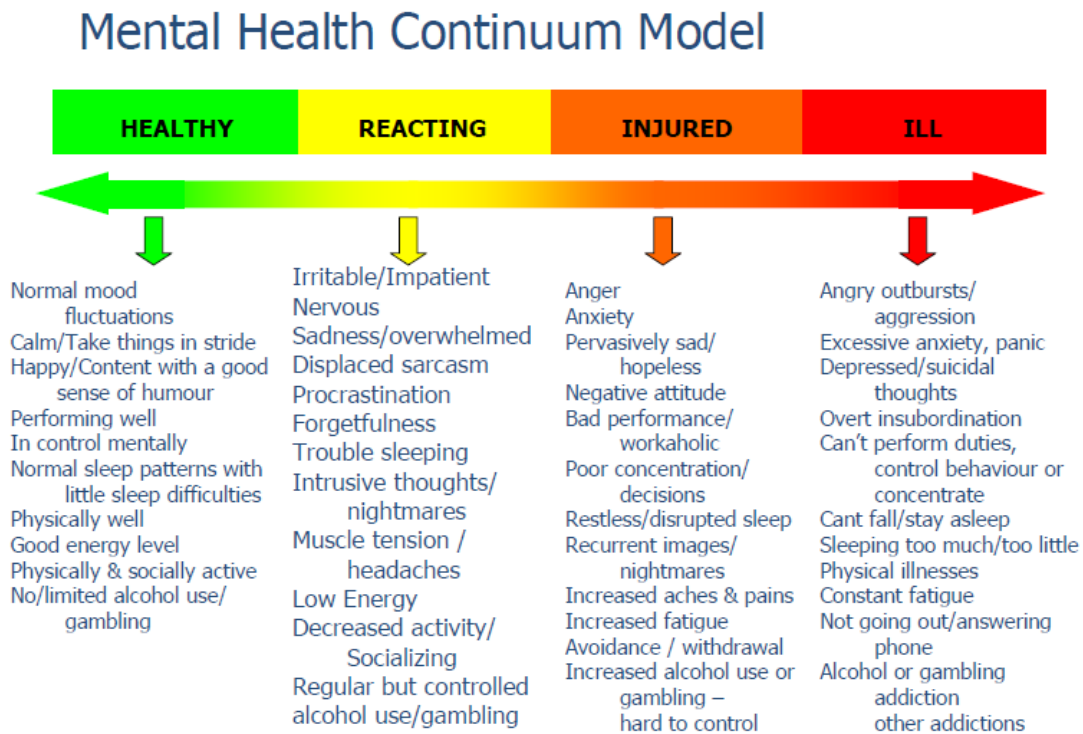 Mental Health Continuum Model
HEALTHY
REACTING
INJURED
ILL
Normal mood
fluctuations
Calm/Take things in stride
Happy/Content with a good
sense of humour
Performing well
In control mentally
Normal sleep patterns with
little sleep difficulties
Physically well
Good energy level
Physically & socially active
No/limited alcohol use/
gambling
Irritable/Impatient
Nervous
Sadness/overwhelmed
Displaced sarcasm
Procrastination
Forgetfulness
Trouble sleeping
Intrusive thoughts/
nightmares
Muscle tension /
headaches
Low Energy
Decreased activity/
Socializing
Regular but controlled
alcohol use/gambling
Anger
Anxiety
Pervasively sad/
hopeless
Negative attitude
Bad performance/
workaholic
Poor concentration/
decisions
Restless/disrupted sleep
Recurrent images/
nightmares
Increased aches & pains
Increased fatigue
Avoidance / withdrawal
Increased alcohol use or
gambling –
hard to control
Angry outbursts/
aggression
Excessive anxiety, panic
Depressed/suicidal
thoughts
Overt insubordination
Can't perform duties,
control behaviour or
concentrate
Cant fall/stay asleep
Sleeping too much/too little
Physical illnesses
Constant fatigue
Not going out/answering
phone
Alcohol or gambling
addiction
other addictions